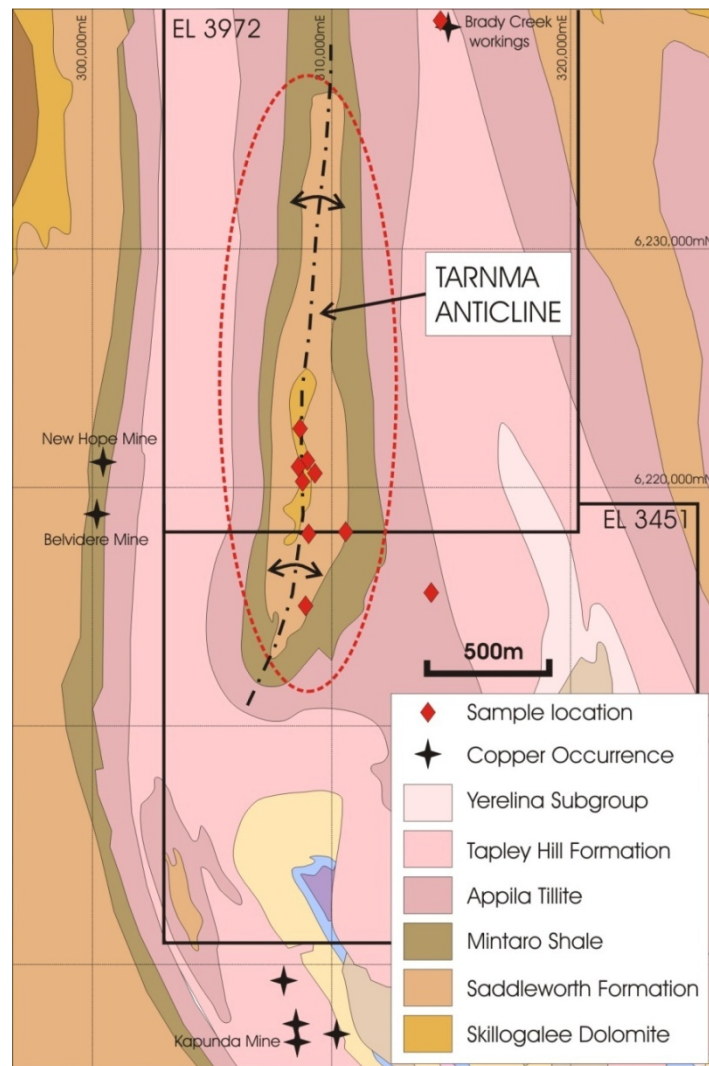 EL 3972
300,000mE
310,000mE
320,000mE
Brady Creek
workings
6,230,000mN
TARNMA
ANTICLINE
New Hope Mine
6,220,000mN
Belvidere Mine
EL 3451
500m
Sample location
Copper Occurrence
Yerelina Subgroup
Tapley Hill Formation
Appila Tillite
Mintaro Shale
Saddleworth Formation
Skillogalee Dolomite
Kapunda Mine